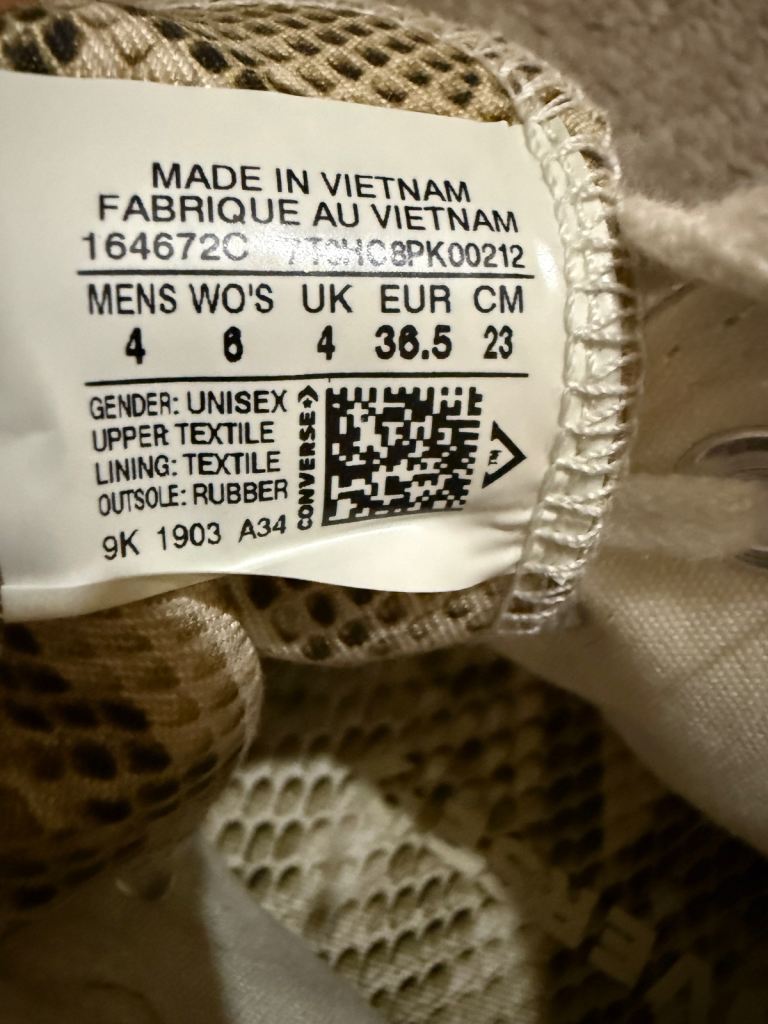 MADE IN VIETNAM
FABRIQUE AU VIETNAM
164672C
MENS WO'S UK EUR CM
4 6 4 36.5 23
GENDER: UNISEX
UPPER TEXTILE
LINING: TEXTILE
OUTSOLE: RUBBER
9K 1903 A34
CONVERSE
TM